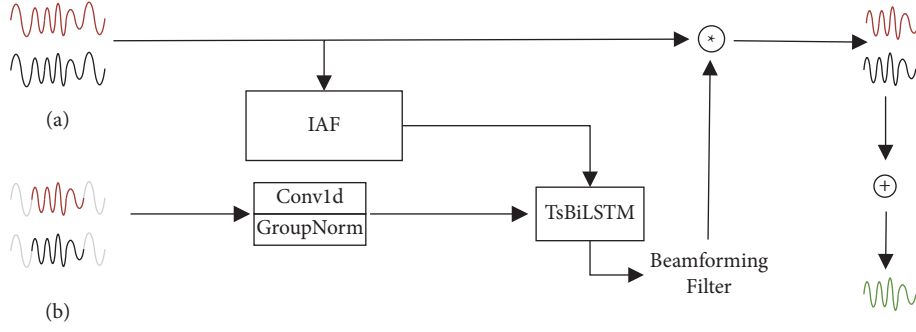 *
(a)
IAF
Conv1d
GroupNorm
TsBiLSTM
+
Beamforming
Filter
(b)